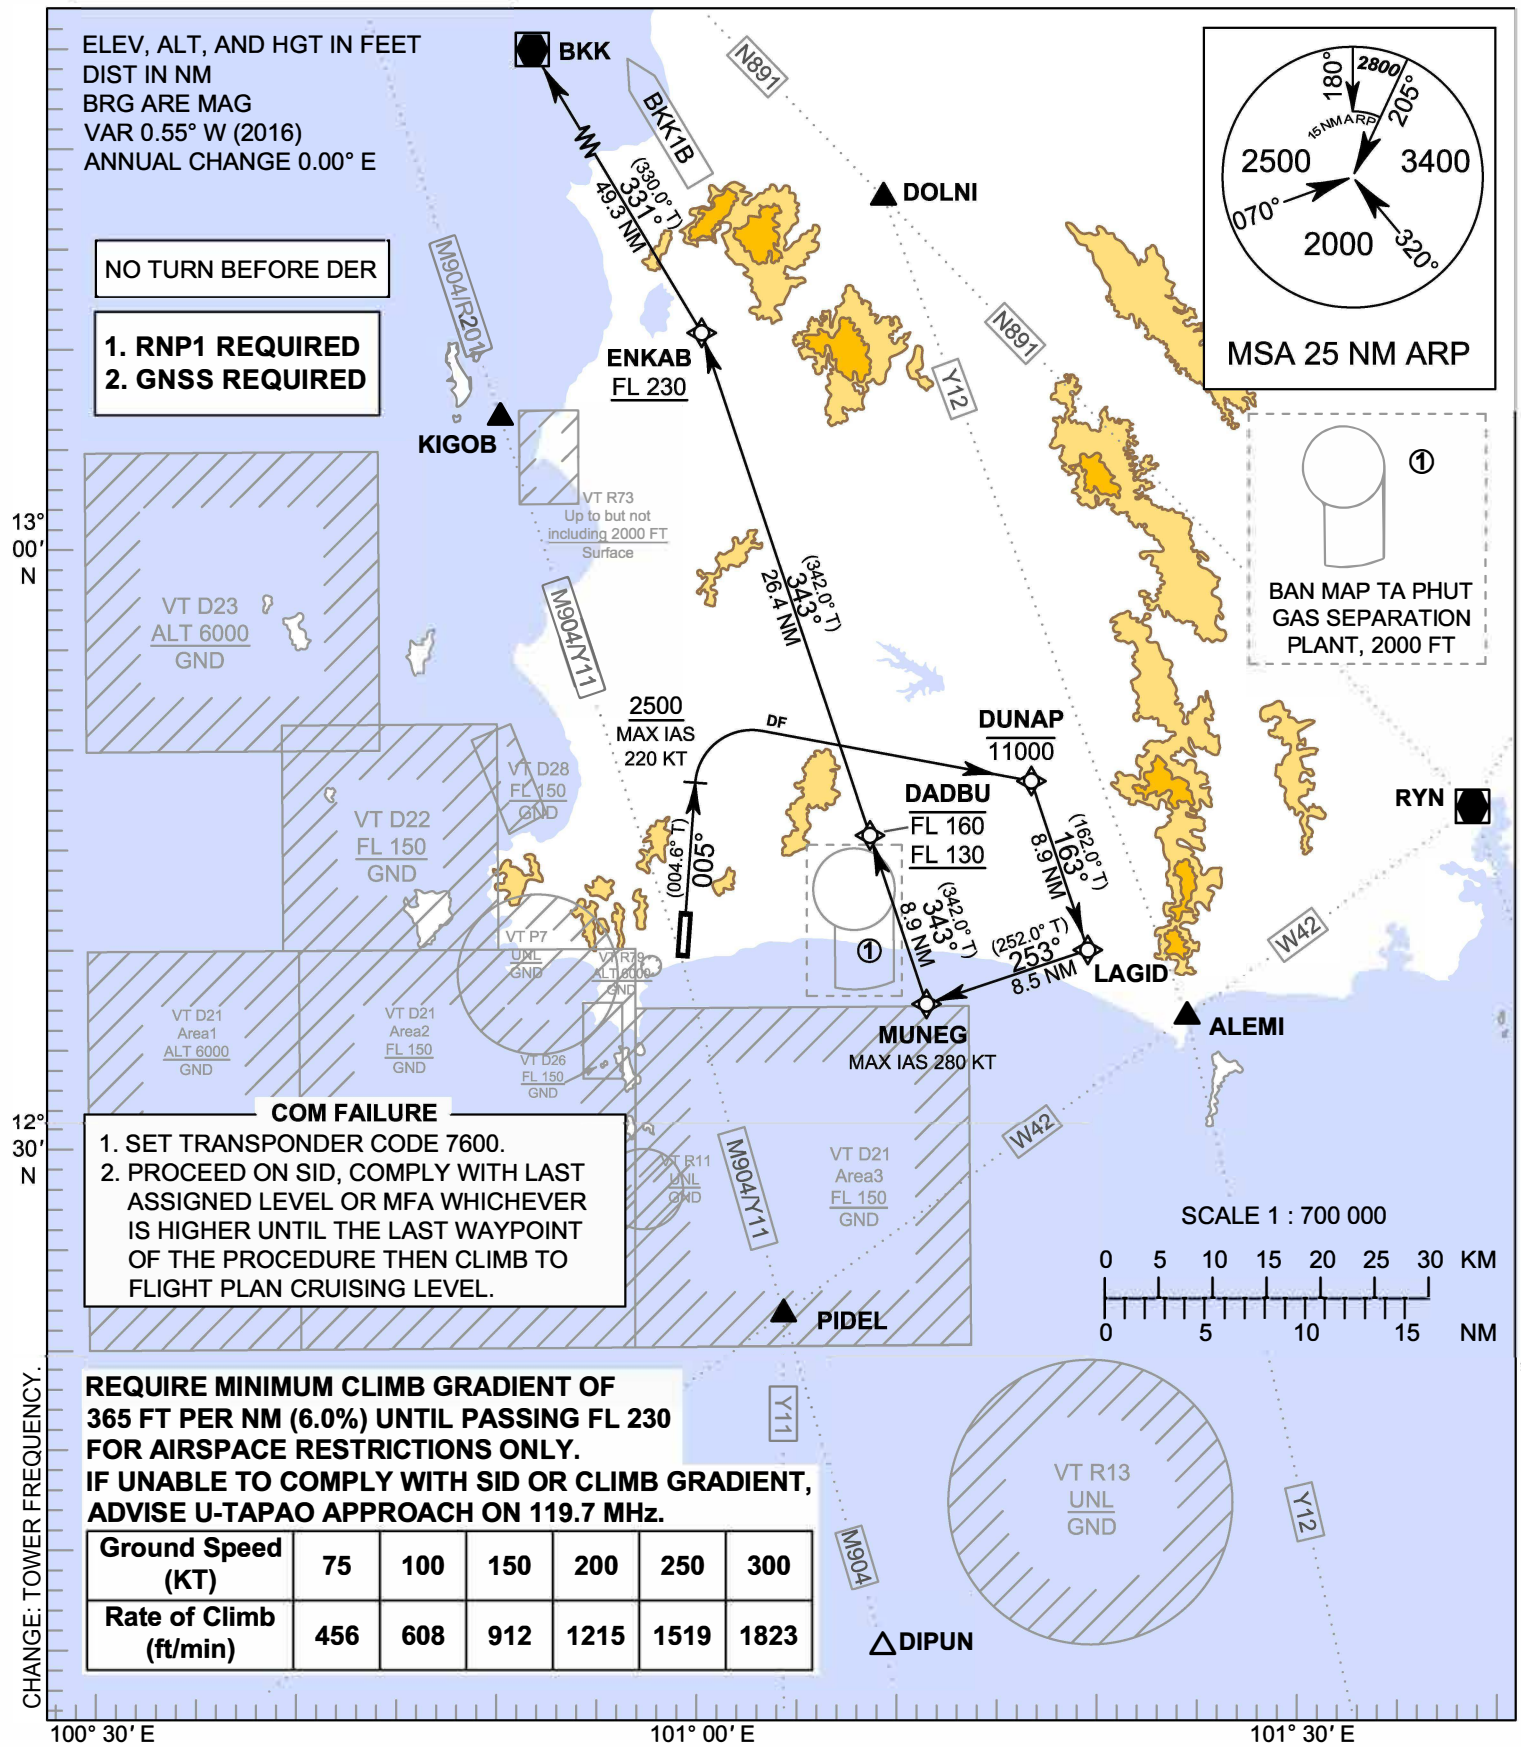 ELEV, ALT, AND HGT IN FEET
DIST IN NM
BRG ARE MAG
VAR 0.55° W (2016)
ANNUAL CHANGE 0.00° E
NO TURN BEFORE DER
1. RNP1 REQUIRED
2. GNSS REQUIRED
BKK
BKK1B
N891
DOLNI
180°
2800
205°
15 NM ARP
2500
3400
070°
2000
320°
MSA 25 NM ARP
(330.0° T)
331°
49.3 NM
M904/R201
ENKAB
FL 230
N891
Y12
KIGOB
①
BAN MAP TA PHUT
GAS SEPARATION
PLANT, 2000 FT
VT R73
Up to but not
including 2000 FT
Surface
13°
00′
N
VT D23
ALT 6000
GND
M904/Y11
(342.0° T)
343°
26.4 NM
2500
MAX IAS
220 KT
DF
DUNAP
11000
VT D28
FL 150
GND
DADBU
FL 160
FL 130
RYN
VT D22
FL 150
GND
(004.6° T)
005°
(162.0° T)
163°
8.9 NM
(342.0° T)
343°
8.9 NM
(252.0° T)
253°
8.5 NM
W42
VT P7
UNL
GND
VT R79
ALT 6000
GND
①
LAGID
MUNEG
MAX IAS 280 KT
ALEMI
VT D21
Area1
ALT 6000
GND
VT D21
Area2
FL 150
GND
VT D26
FL 150
GND
12°
30′
N
COM FAILURE
1. SET TRANSPONDER CODE 7600.
2. PROCEED ON SID, COMPLY WITH LAST
ASSIGNED LEVEL OR MFA WHICHEVER
IS HIGHER UNTIL THE LAST WAYPOINT
OF THE PROCEDURE THEN CLIMB TO
FLIGHT PLAN CRUISING LEVEL.
VT R11
UNL
GND
M904/Y11
VT D21
Area3
FL 150
GND
W42
PIDEL
SCALE 1 : 700 000
0 5 10 15 20 25 30 KM
0 5 10 15 NM
REQUIRE MINIMUM CLIMB GRADIENT OF
365 FT PER NM (6.0%) UNTIL PASSING FL 230
FOR AIRSPACE RESTRICTIONS ONLY.
IF UNABLE TO COMPLY WITH SID OR CLIMB GRADIENT,
ADVISE U-TAPAO APPROACH ON 119.7 MHz.
Ground Speed
(KT)
75 100 150 200 250 300
Rate of Climb
(ft/min)
456 608 912 1215 1519 1823
Y11
M904
DIPUN
VT R13
UNL
GND
Y12
CHANGE: TOWER FREQUENCY.
100° 30′ E
101° 00′ E
101° 30′ E